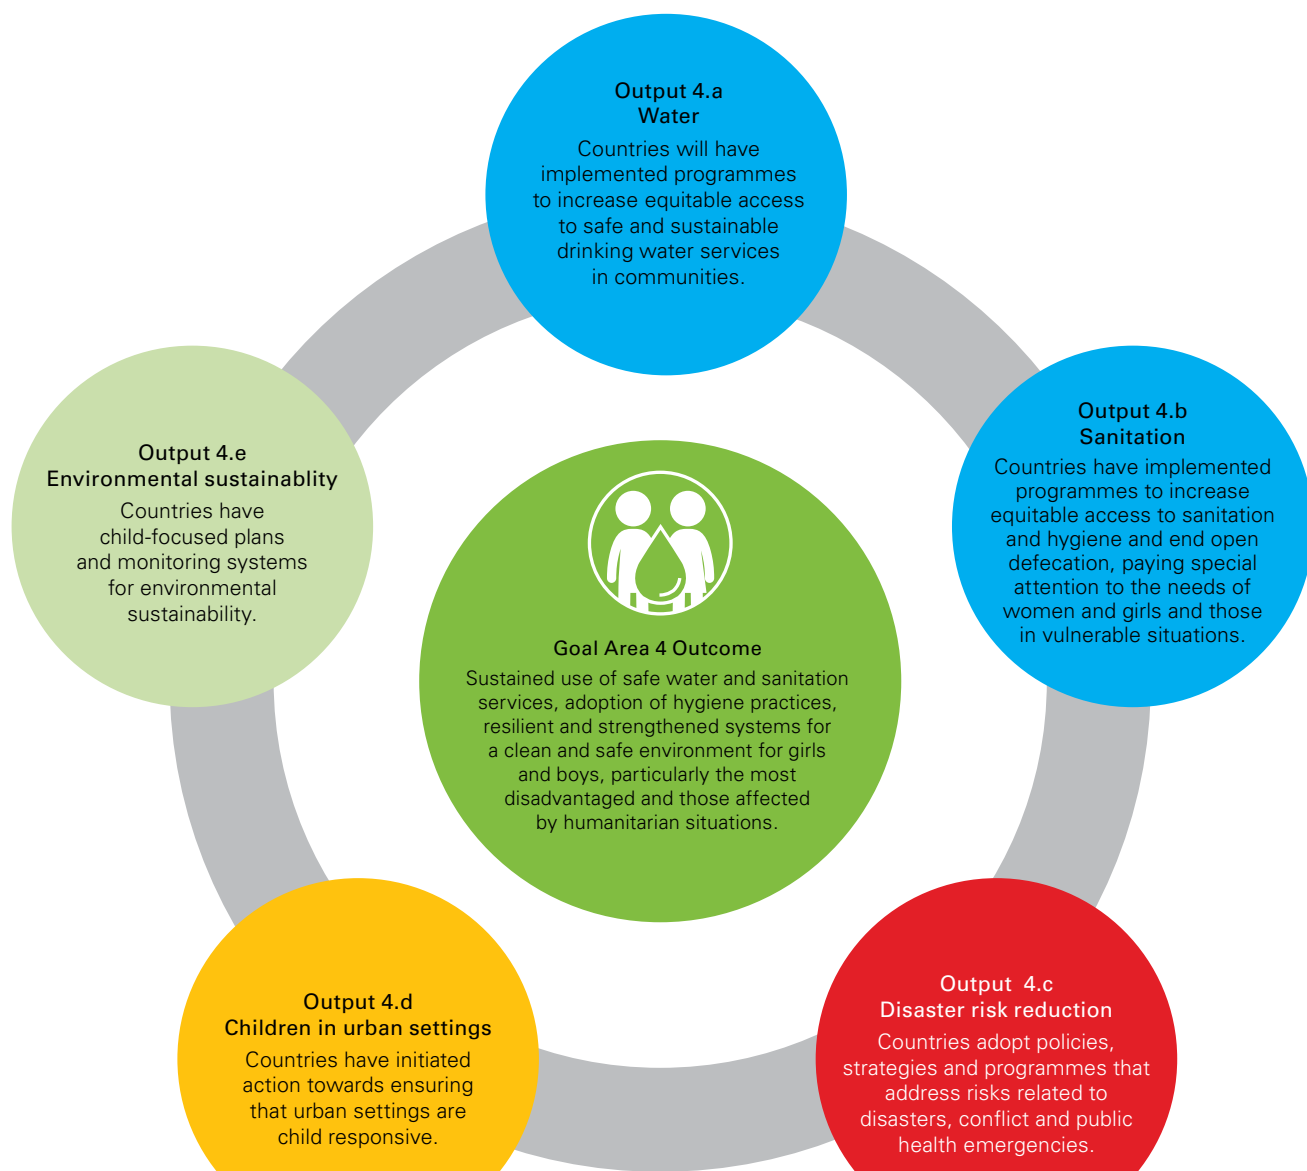 Output 4.a
Water
Countries will have
implemented programmes
to increase equitable access
to safe and sustainable
drinking water services
in communities.
Output 4.b
Sanitation
Countries have implemented
programmes to increase
equitable access to sanitation
and hygiene and end open
defecation, paying special
attention to the needs of
women and girls and those
in vulnerable situations.
Output 4.e
Environmental sustainablity
Countries have
child-focused plans
and monitoring systems
for environmental
sustainability.
Goal Area 4 Outcome
Sustained use of safe water and sanitation
services, adoption of hygiene practices,
resilient and strengthened systems for
a clean and safe environment for girls
and boys, particularly the most
disadvantaged and those affected
by humanitarian situations.
Output 4.d
Children in urban settings
Countries have initiated
action towards ensuring
that urban settings are
child responsive.
Output 4.c
Disaster risk reduction
Countries adopt policies,
strategies and programmes that
address risks related to
disasters, conflict and public
health emergencies.